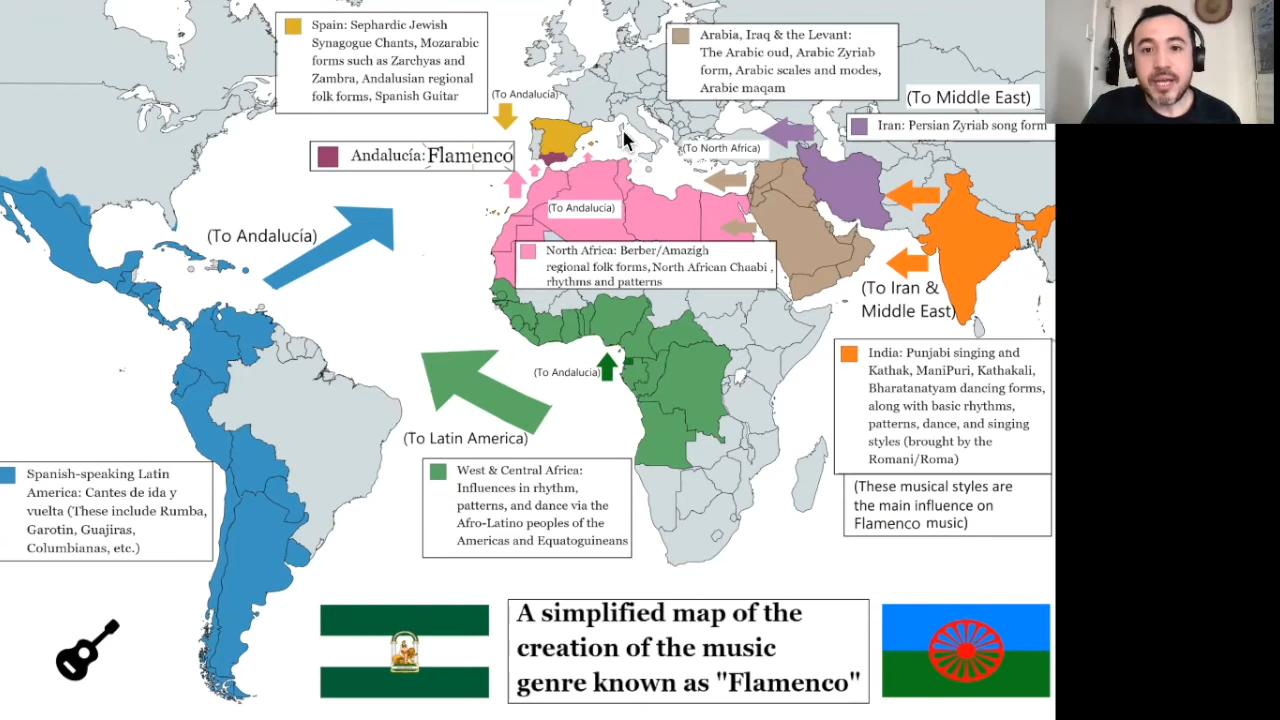 Spain: Sephardic Jewish
Synagogue Chants, Mozarabic
forms such as Zarchyas and
Zambra, Andalusian regional
folk forms, Spanish Guitar
Arabia, Iraq & the Levant:
The Arabic oud, Arabic Zyriab
form, Arabic scales and modes,
Arabic maqam
(To Middle East)
Iran: Persian Zyriab song form
(To Andalucía)
Andalucía: Flamenco
(To North Africa)
(To Andalucia)
(To Andalucía)
North Africa: Berber/Amazigh
regional folk forms, North African Chaabi ,
rhythms and patterns
(To Iran &
Middle East)
(To Andalucia)
India: Punjabi singing and
Kathak, ManiPuri, Kathakali,
Bharatanatyam dancing forms,
along with basic rhythms,
patterns, dance, and singing
styles (brought by the
Romani/Roma)
(These musical styles are
the main influence on
Flamenco music)
(To Latin America)
West & Central Africa:
Influences in rhythm,
patterns, and dance via the
Afro-Latino peoples of the
Americas and Equatoguineans
Spanish-speaking Latin
America: Cantes de ida y
vuelta (These include Rumba,
Garotin, Guajiras,
Columbianas, etc.)
A simplified map of the
creation of the music
genre known as "Flamenco"